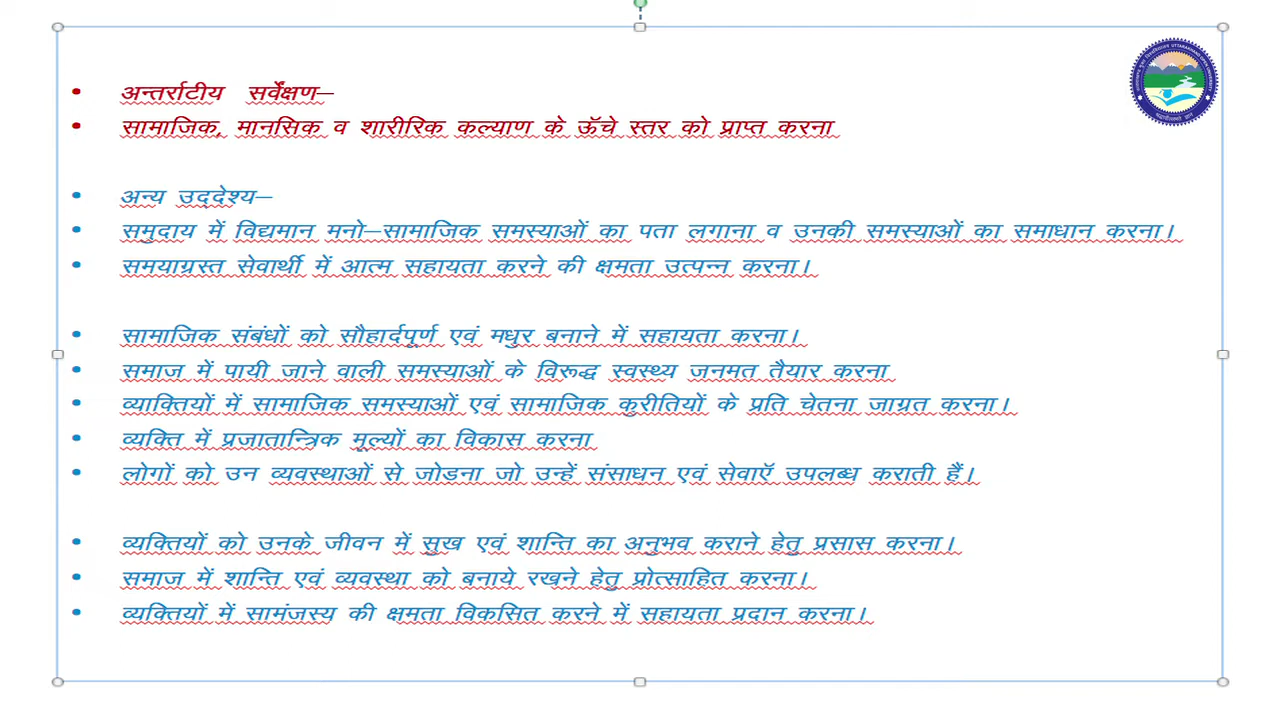 • अन्तर्राटीय सर्वेक्षण—
• सामाजिक, मानसिक व शारीरिक कल्याण के ऊँचे स्तर को प्राप्त करना
• अन्य उद्देश्य—
• समुदाय में विद्यमान मनो—सामाजिक समस्याओं का पता लगाना व उनकी समस्याओं का समाधान करना।
• समयाग्रस्त सेवार्थी में आत्म सहायता करने की क्षमता उत्पन्न करना।
• सामाजिक संबंधों को सौहार्दपूर्ण एवं मधुर बनाने में सहायता करना।
• समाज में पायी जाने वाली समस्याओं के विरूद्ध स्वस्थ्य जनमत तैयार करना
• व्याक्तियों में सामाजिक समस्याओं एवं सामाजिक कुरीतियों के प्रति चेतना जाग्रत करना।
• व्यक्ति में प्रजातान्त्रिक मूल्यों का विकास करना
• लोगों को उन व्यवस्थाओं से जोडना जो उन्हें संसाधन एवं सेवाऍ उपलब्ध कराती हैं।
• व्यक्तियों को उनके जीवन में सुख एवं शान्ति का अनुभव कराने हेतु प्रसास करना।
• समाज में शान्ति एवं व्यवस्था को बनाये रखने हेतु प्रोत्साहित करना।
• व्यक्तियों में सामंजस्य की क्षमता विकसित करने में सहायता प्रदान करना।